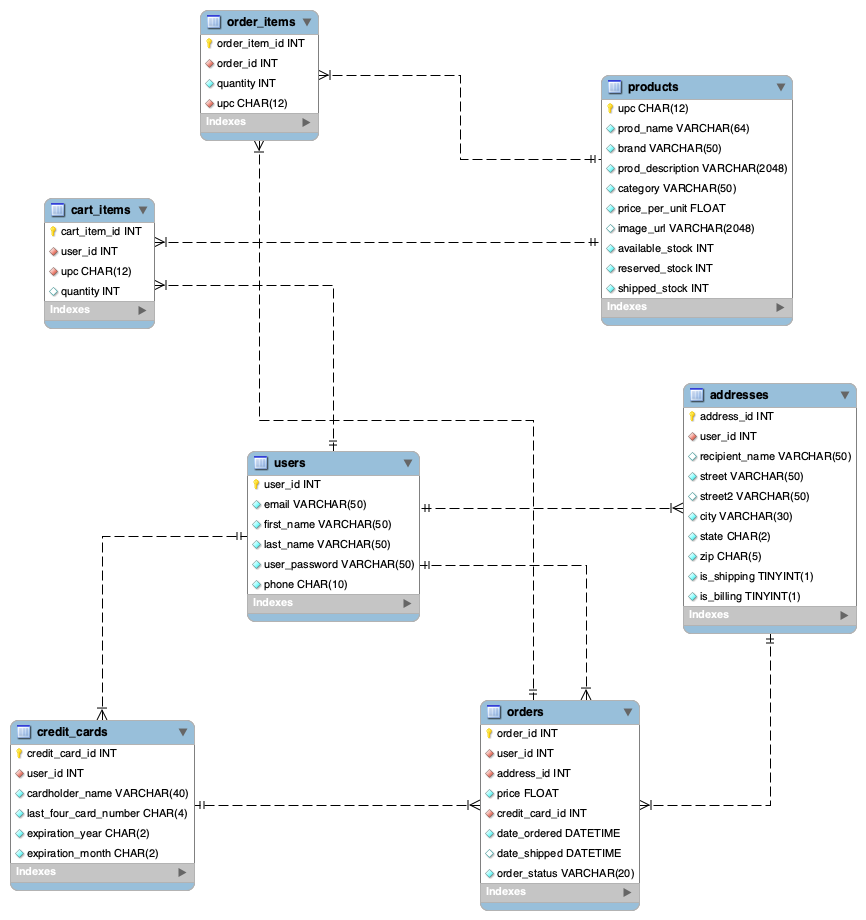 order_items
order_item_id INT
order_id INT
quantity INT
upc CHAR(12)
Indexes
products
upc CHAR(12)
prod_name VARCHAR(64)
brand VARCHAR(50)
prod_description VARCHAR(2048)
category VARCHAR(50)
price_per_unit FLOAT
image_url VARCHAR(2048)
available_stock INT
reserved_stock INT
shipped_stock INT
Indexes
cart_items
cart_item_id INT
user_id INT
upc CHAR(12)
quantity INT
Indexes
addresses
address_id INT
user_id INT
recipient_name VARCHAR(50)
street VARCHAR(50)
street2 VARCHAR(50)
city VARCHAR(30)
state CHAR(2)
zip CHAR(5)
is_shipping TINYINT(1)
is_billing TINYINT(1)
Indexes
users
user_id INT
email VARCHAR(50)
first_name VARCHAR(50)
last_name VARCHAR(50)
user_password VARCHAR(50)
phone CHAR(10)
Indexes
credit_cards
credit_card_id INT
user_id INT
cardholder_name VARCHAR(40)
last_four_card_number CHAR(4)
expiration_year CHAR(2)
expiration_month CHAR(2)
Indexes
orders
order_id INT
user_id INT
address_id INT
price FLOAT
credit_card_id INT
date_ordered DATETIME
date_shipped DATETIME
order_status VARCHAR(20)
Indexes